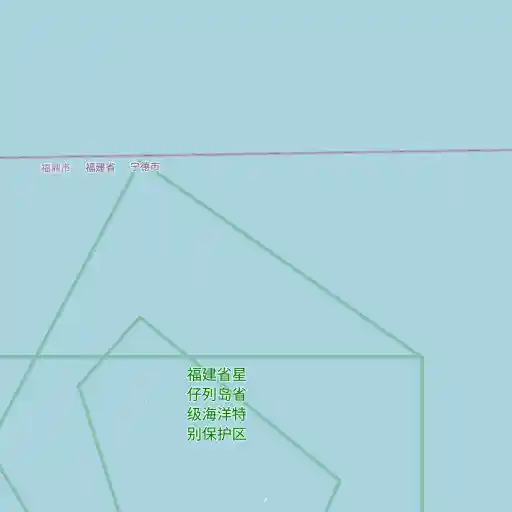 福鼎市 福建省 宁德市
福建省星
仔列岛省
级海洋特
别保护区